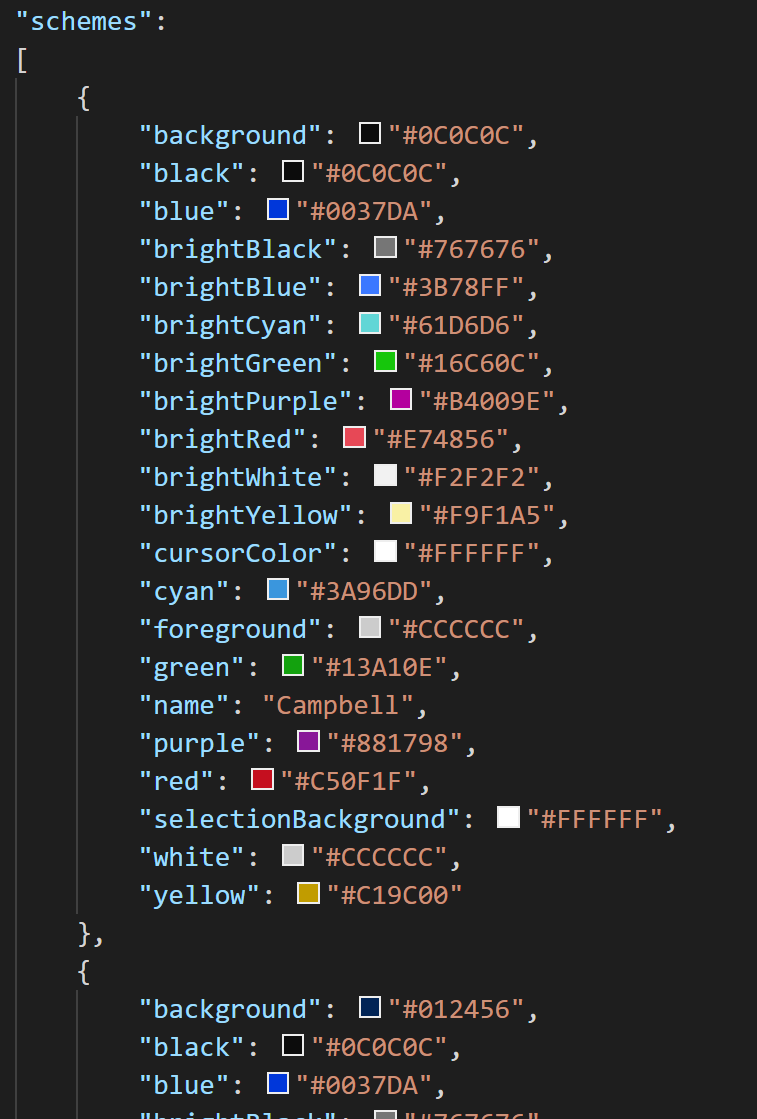 "schemes":
[
{
"background": "#0C0C0C",
"black": "#0C0C0C",
"blue": "#0037DA",
"brightBlack": "#767676",
"brightBlue": "#3B78FF",
"brightCyan": "#61D6D6",
"brightGreen": "#16C60C",
"brightPurple": "#B4009E",
"brightRed": "#E74856",
"brightWhite": "#F2F2F2",
"brightYellow": "#F9F1A5",
"cursorColor": "#FFFFFF",
"cyan": "#3A96DD",
"foreground": "#CCCCCC",
"green": "#13A10E",
"name": "Campbell",
"purple": "#881798",
"red": "#C50F1F",
"selectionBackground": "#FFFFFF",
"white": "#CCCCCC",
"yellow": "#C19C00"
},
{
"background": "#012456",
"black": "#0C0C0C",
"blue": "#0037DA",
"brightBlack": "#767676",